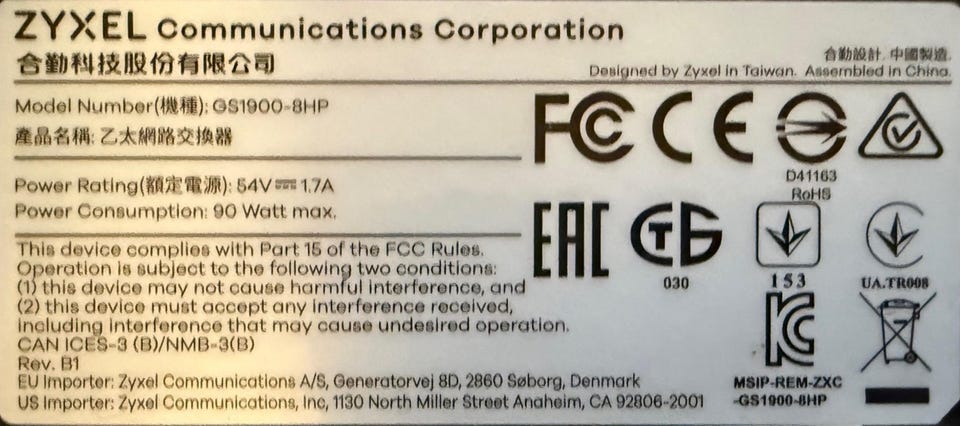 ZYXEL Communications Corporation
合勤科技股份有限公司
合勤設計. 中國製造.
Designed by Zyxel in Taiwan. Assembled in China.
Model Number(機種): GS1900-8HP
產品名稱: 乙太網路交換器
FCC CE
D41163
RoHS
Power Rating(額定電源): 54V⎓1.7A
Power Consumption: 90 Watt max.
EAC
СТБ
030
153
UA.TR008
This device complies with Part 15 of the FCC Rules.
Operation is subject to the following two conditions:
(1) this device may not cause harmful interference, and
(2) this device must accept any interference received,
including interference that may cause undesired operation.
CAN ICES-3 (B)/NMB-3(B)
Rev. B1
EU Importer: Zyxel Communications A/S, Generatorvej 8D, 2860 Søborg, Denmark
US Importer: Zyxel Communications, Inc, 1130 North Miller Street Anaheim, CA 92806-2001
KC
MSIP-REM-ZXC
-GS1900-8HP